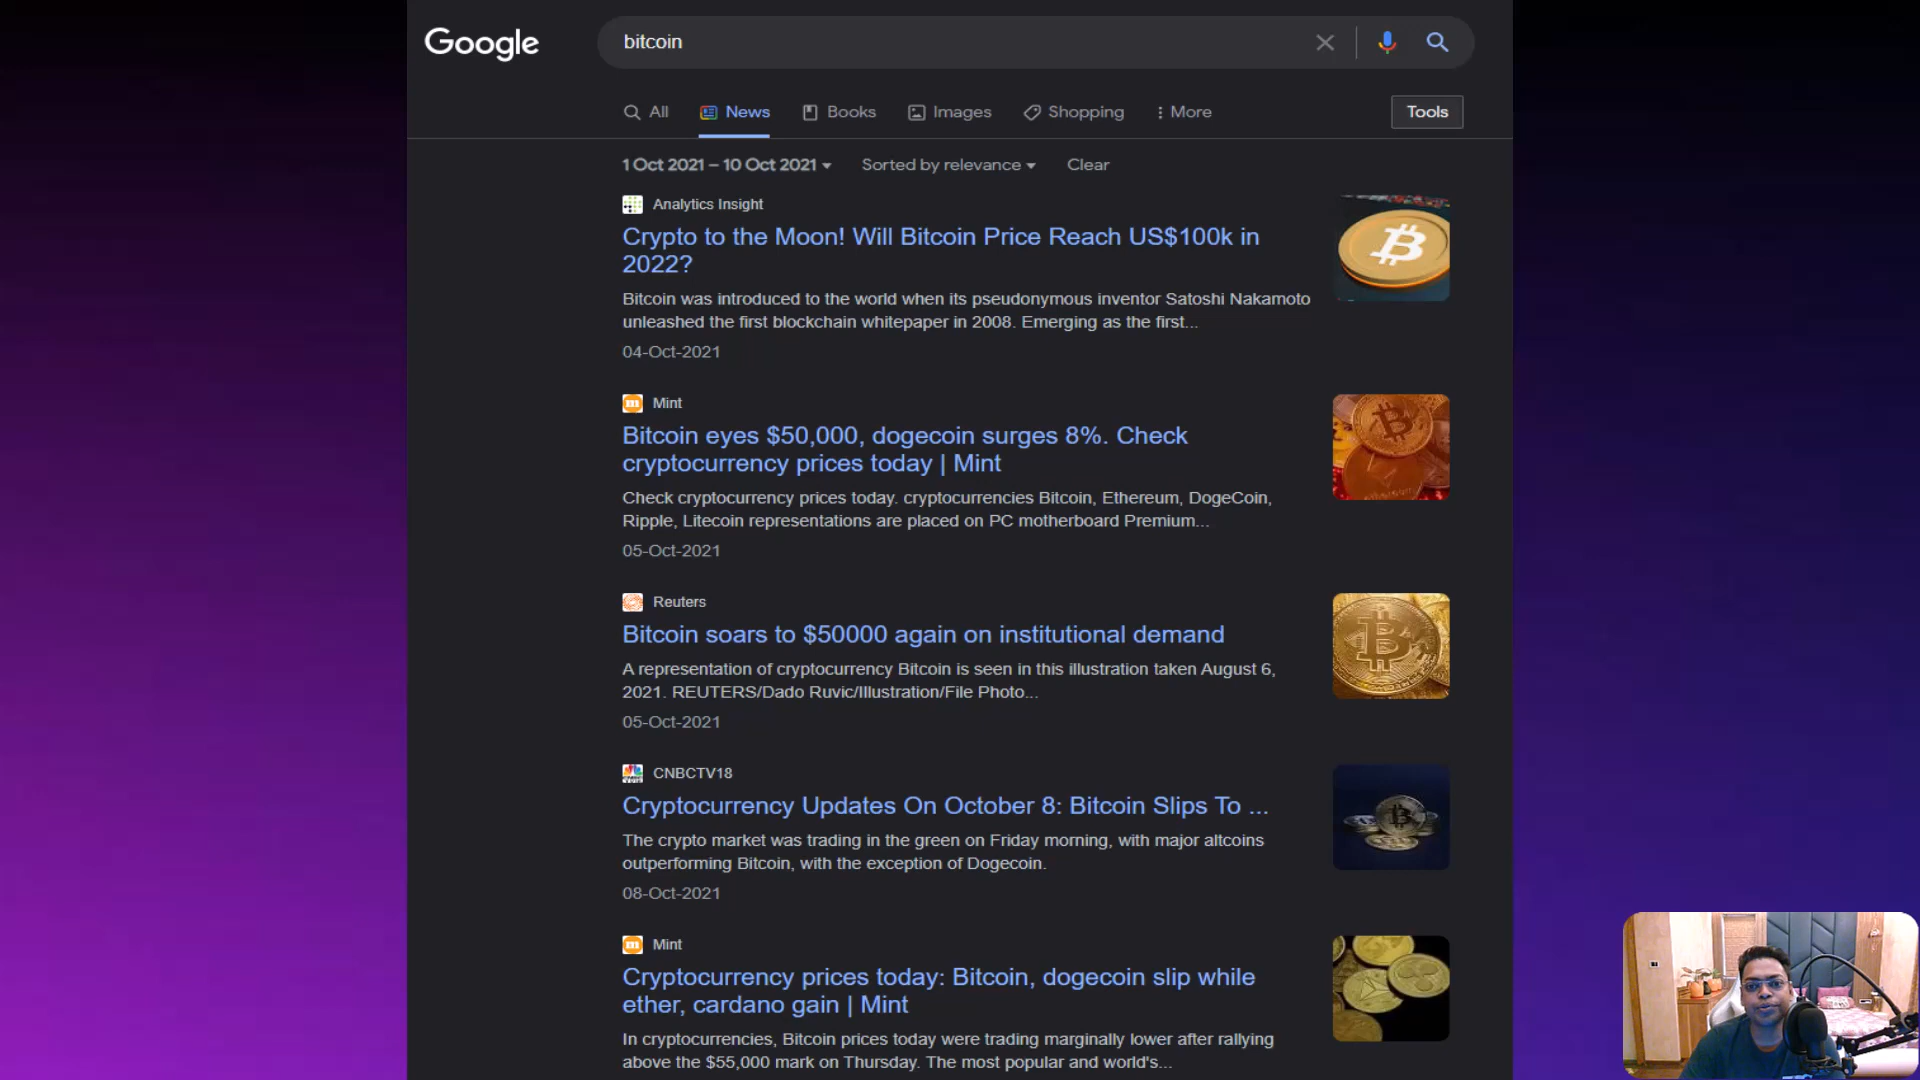 Google
bitcoin
All
News
Books
Images
Shopping
More
Tools
1 Oct 2021 – 10 Oct 2021
Sorted by relevance
Clear
Analytics Insight
Crypto to the Moon! Will Bitcoin Price Reach US$100k in
2022?
Bitcoin was introduced to the world when its pseudonymous inventor Satoshi Nakamoto
unleashed the first blockchain whitepaper in 2008. Emerging as the first...
04-Oct-2021
Mint
Bitcoin eyes $50,000, dogecoin surges 8%. Check
cryptocurrency prices today | Mint
Check cryptocurrency prices today. cryptocurrencies Bitcoin, Ethereum, DogeCoin,
Ripple, Litecoin representations are placed on PC motherboard Premium...
05-Oct-2021
Reuters
Bitcoin soars to $50000 again on institutional demand
A representation of cryptocurrency Bitcoin is seen in this illustration taken August 6,
2021. REUTERS/Dado Ruvic/Illustration/File Photo...
05-Oct-2021
CNBCTV18
Cryptocurrency Updates On October 8: Bitcoin Slips To ...
The crypto market was trading in the green on Friday morning, with major altcoins
outperforming Bitcoin, with the exception of Dogecoin.
08-Oct-2021
Mint
Cryptocurrency prices today: Bitcoin, dogecoin slip while
ether, cardano gain | Mint
In cryptocurrencies, Bitcoin prices today were trading marginally lower after rallying
above the $55,000 mark on Thursday. The most popular and world's...